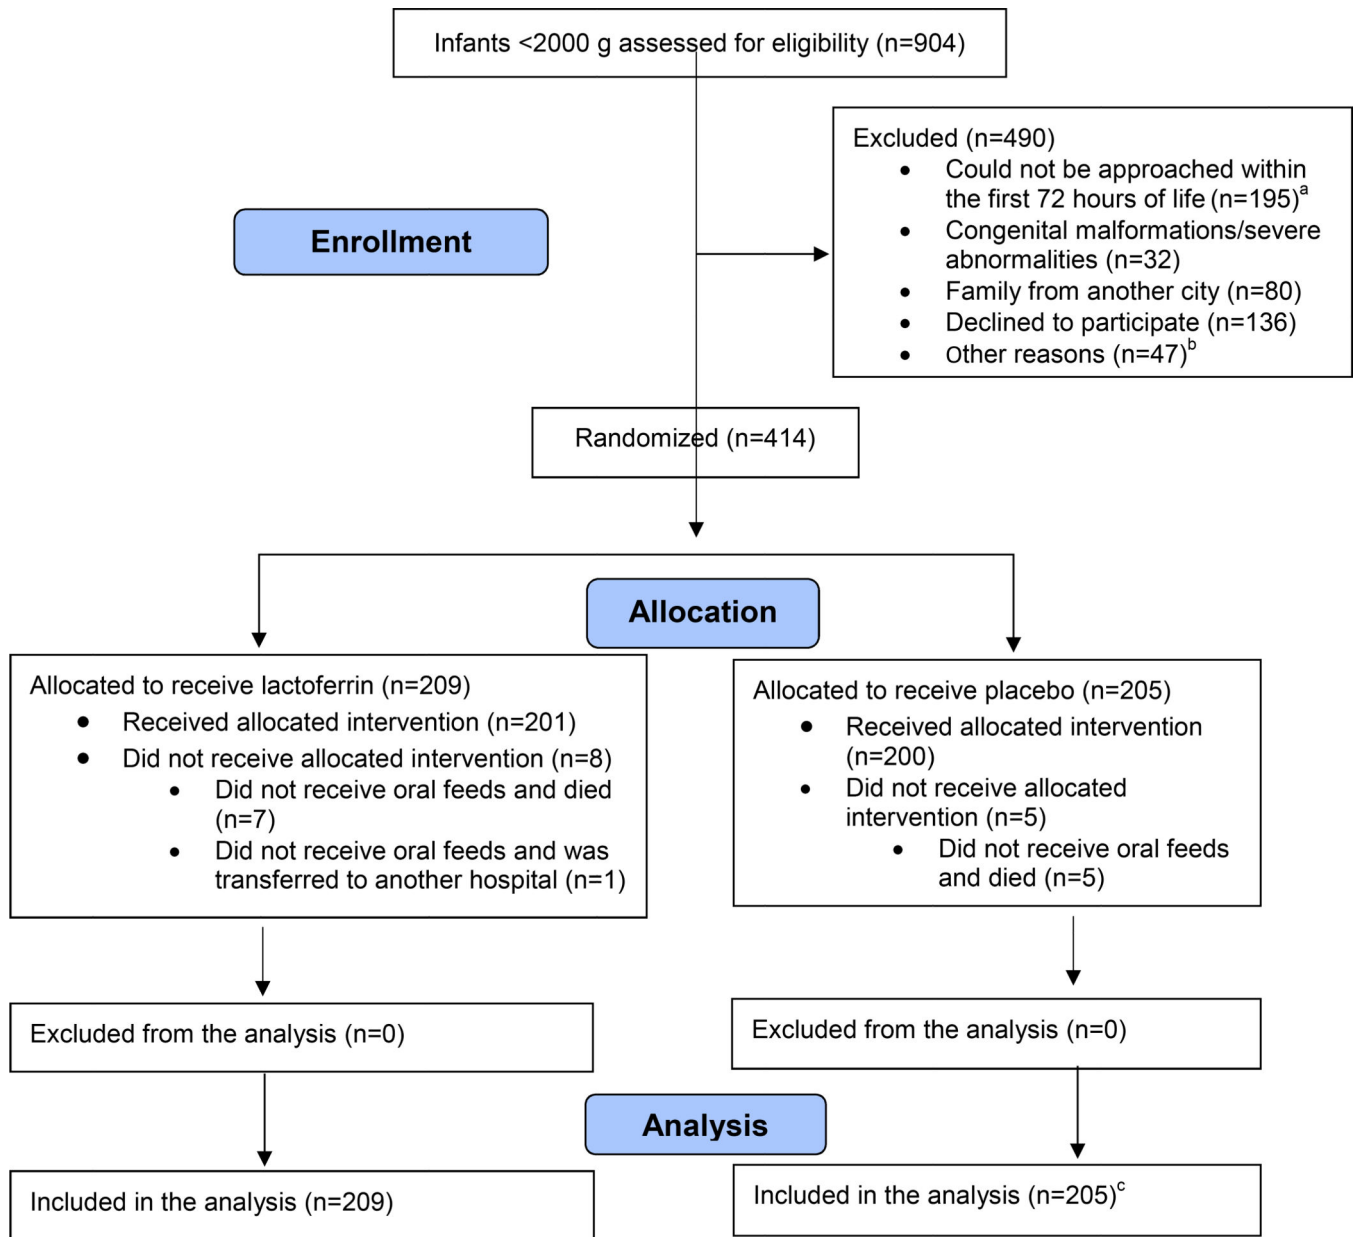 Infants <2000 g assessed for eligibility (n=904)
Excluded (n=490)
• Could not be approached within
the first 72 hours of life (n=195)a
• Congenital malformations/severe
abnormalities (n=32)
• Family from another city (n=80)
• Declined to participate (n=136)
• Other reasons (n=47)b
Enrollment
Randomized (n=414)
Allocation
Allocated to receive lactoferrin (n=209)
• Received allocated intervention (n=201)
• Did not receive allocated intervention (n=8)
• Did not receive oral feeds and died
(n=7)
• Did not receive oral feeds and was
transferred to another hospital (n=1)
Allocated to receive placebo (n=205)
• Received allocated intervention
(n=200)
• Did not receive allocated
intervention (n=5)
• Did not receive oral feeds
and died (n=5)
Excluded from the analysis (n=0)
Excluded from the analysis (n=0)
Analysis
Included in the analysis (n=209)
Included in the analysis (n=205)c